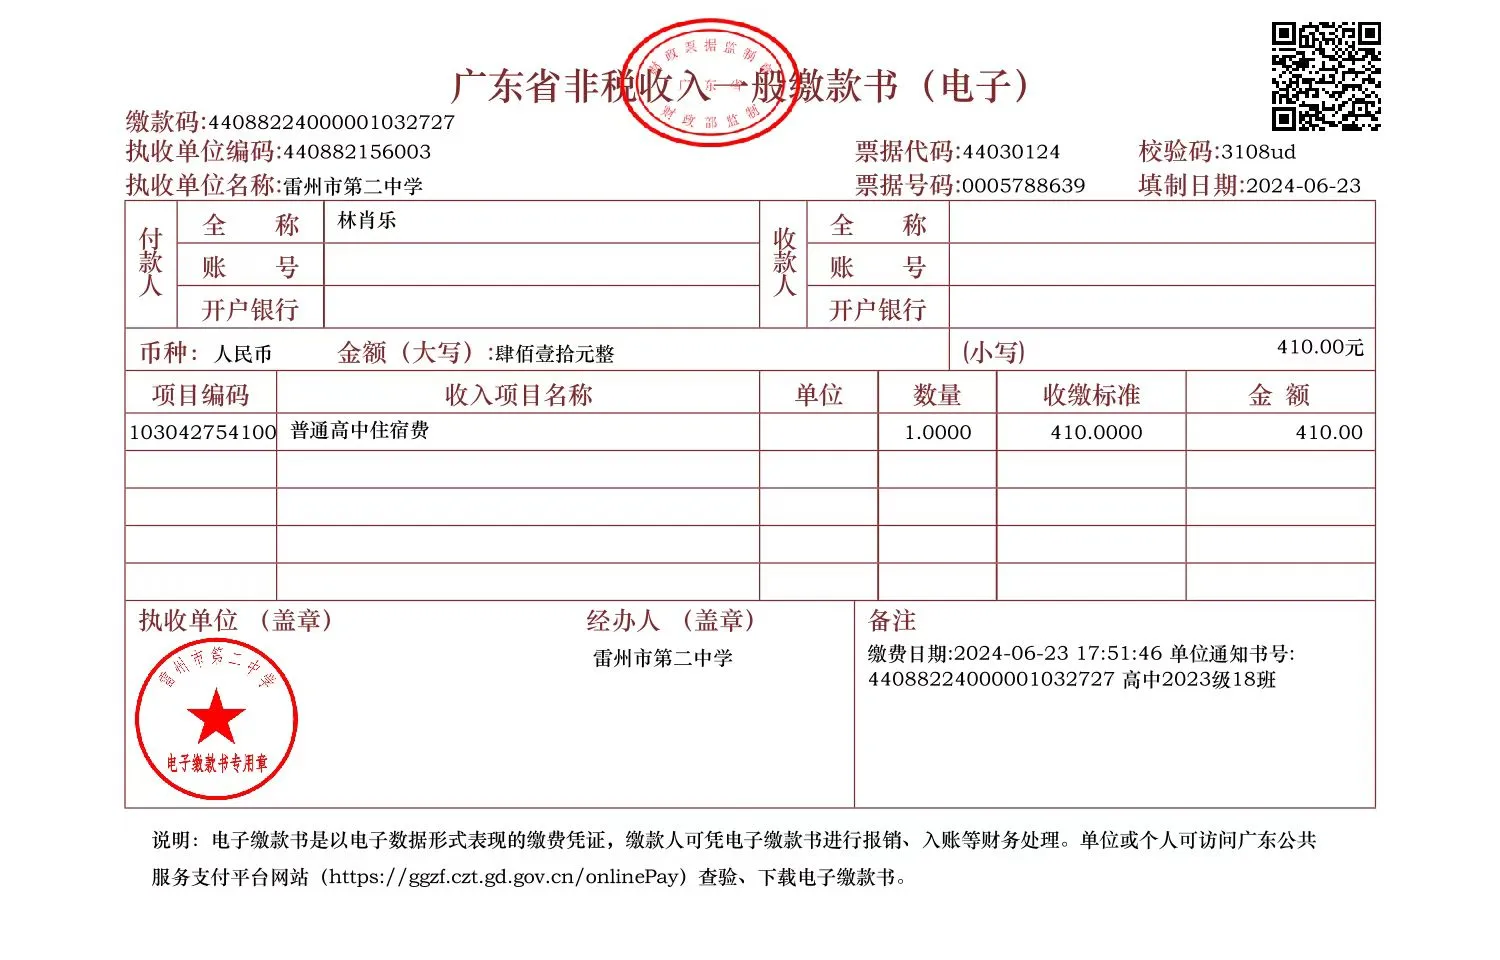 广东省非税收入一般缴款书（电子）
财政票据监制章
广东省
财政部监制
缴款码:44088224000001032727
执收单位编码:440882156003
票据代码:44030124
校验码:3108ud
执收单位名称:雷州市第二中学
票据号码:0005788639
填制日期:2024-06-23
付款人
全 称
林肖乐
账 号
开户银行
收款人
全 称
账 号
开户银行
币种：人民币
金额（大写）:肆佰壹拾元整
(小写)
410.00元
项目编码 收入项目名称 单位 数量 收缴标准 金 额
103042754100 普通高中住宿费 1.0000 410.0000 410.00
执收单位 （盖章）
雷州市第二中学
电子缴款书专用章
经办人 （盖章）
雷州市第二中学
备注
缴费日期:2024-06-23 17:51:46 单位通知书号:
44088224000001032727 高中2023级18班
说明：电子缴款书是以电子数据形式表现的缴费凭证，缴款人可凭电子缴款书进行报销、入账等财务处理。单位或个人可访问广东公共
服务支付平台网站（https://ggzf.czt.gd.gov.cn/onlinePay）查验、下载电子缴款书。